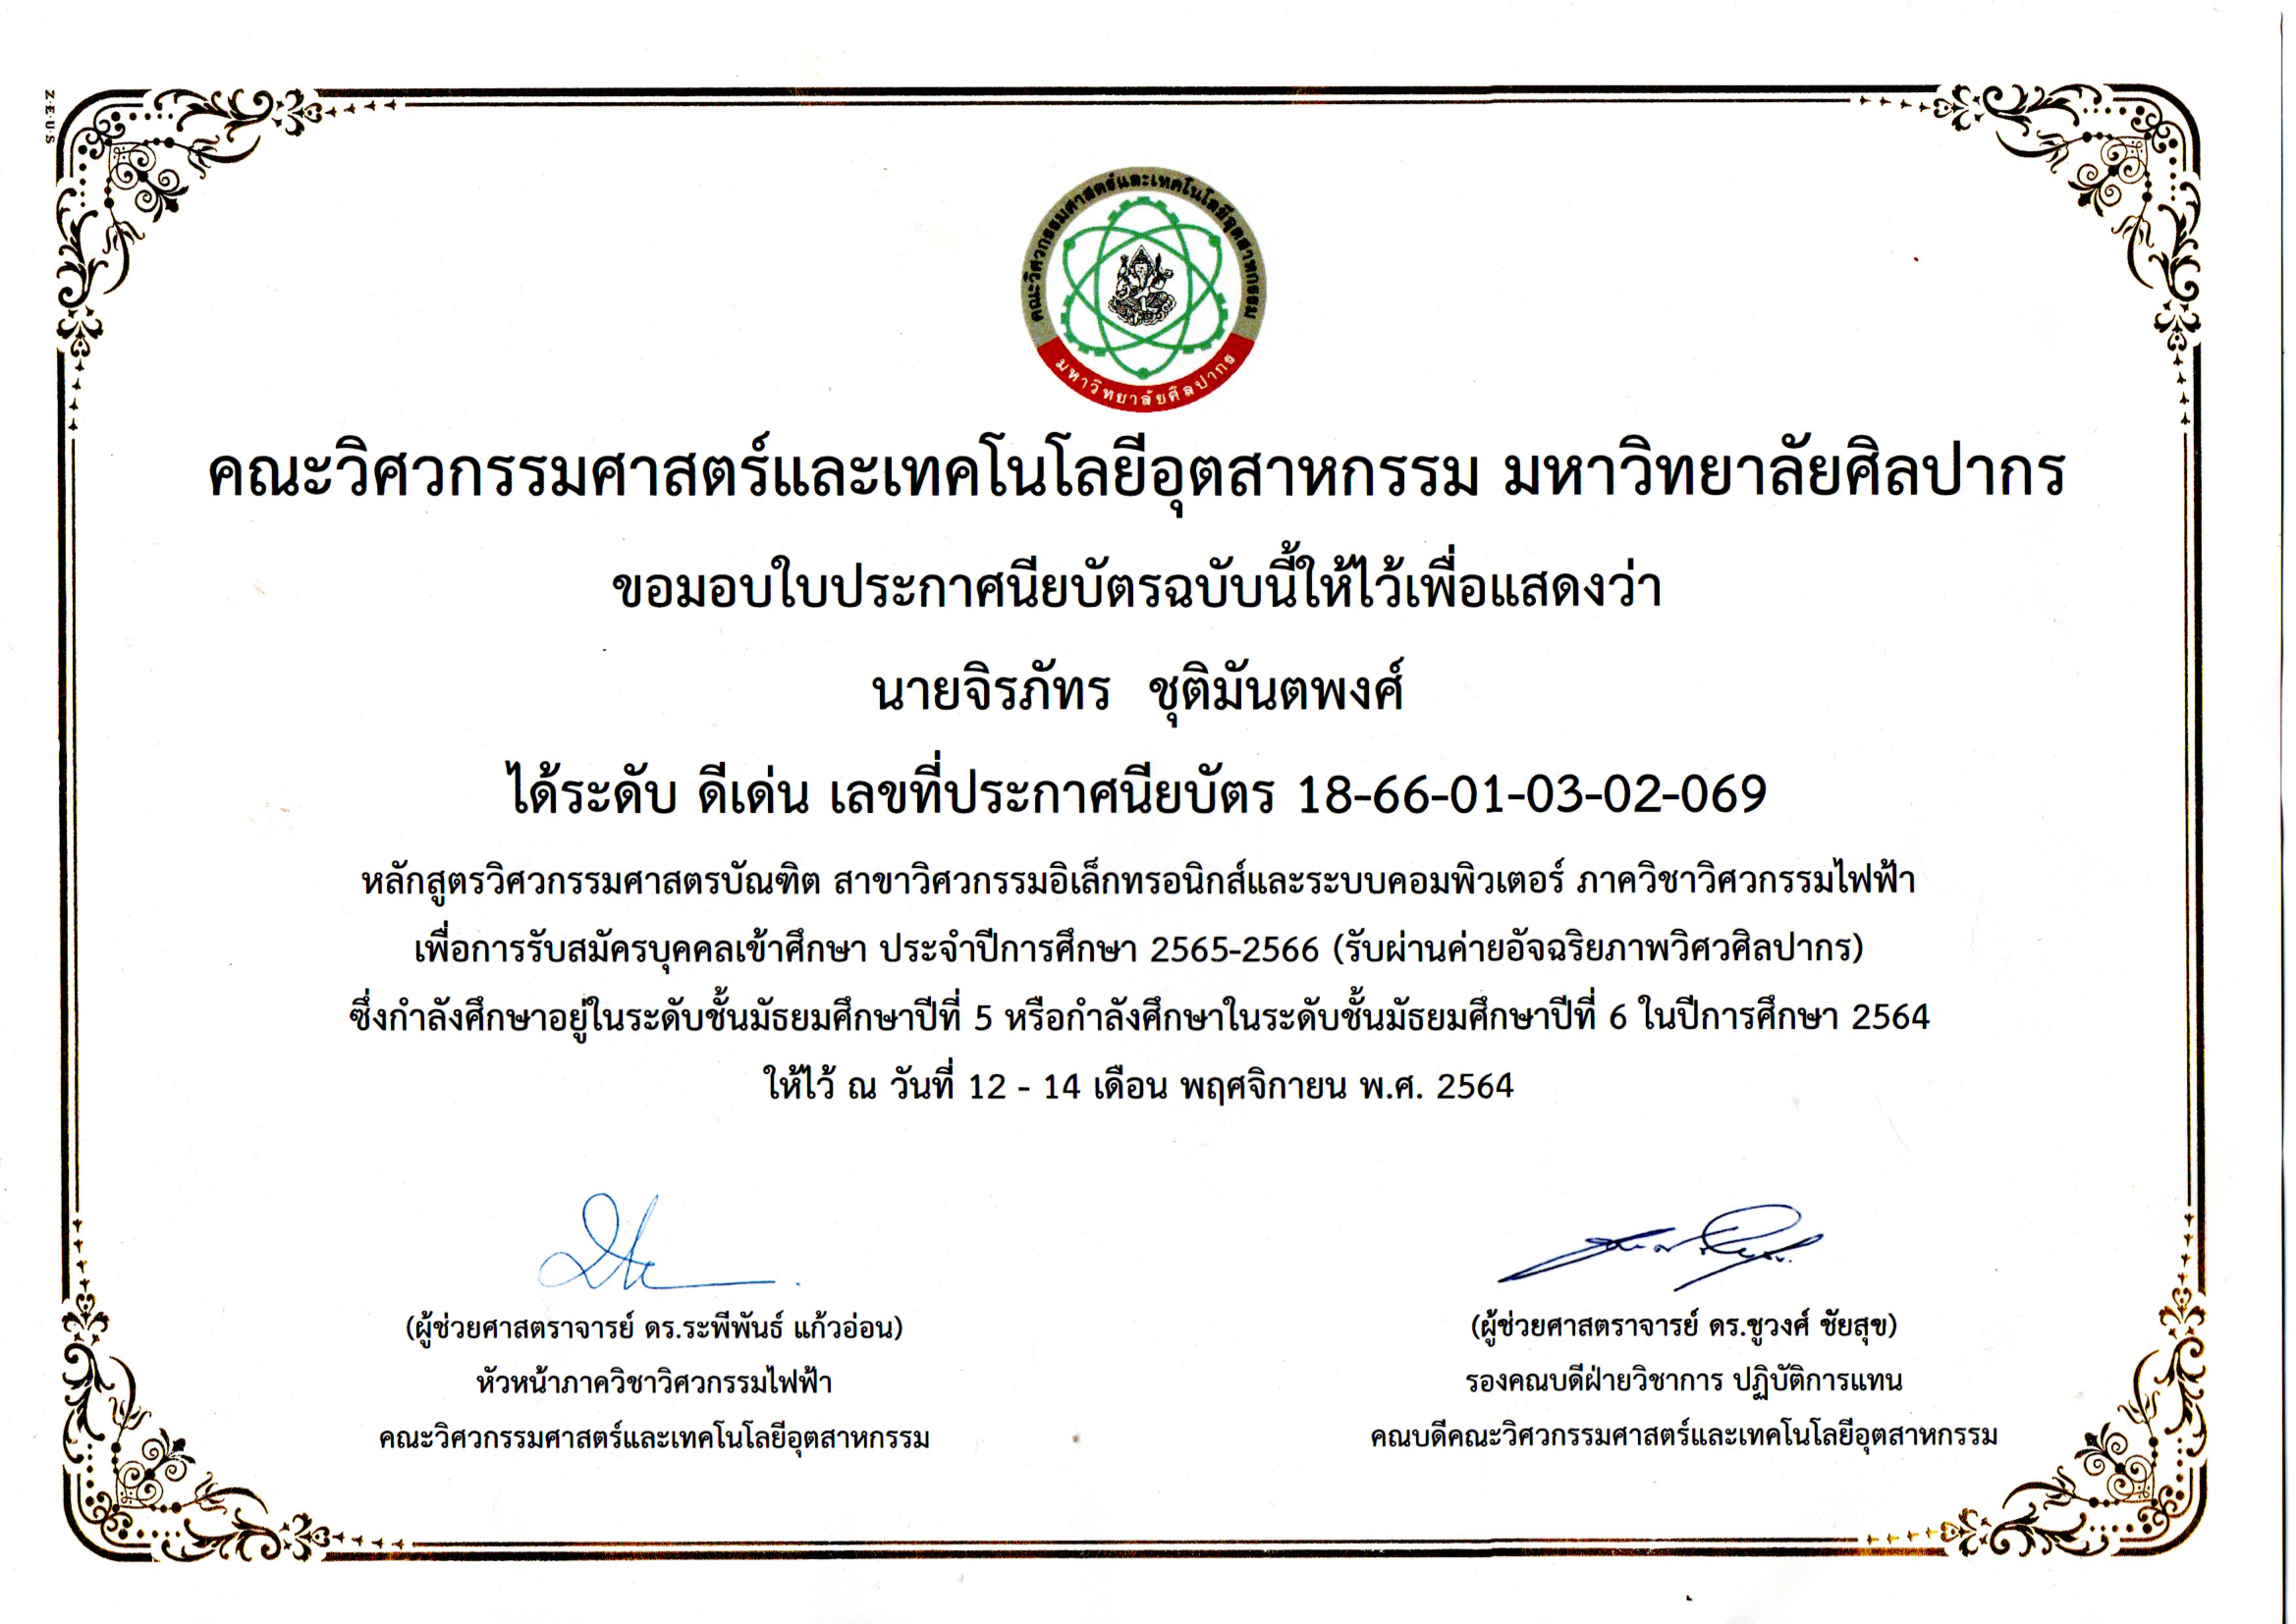 Z·E·U·S
คณะวิศวกรรมศาสตร์และเทคโนโลยีอุตสาหกรรม
มหาวิทยาลัยศิลปากร
คณะวิศวกรรมศาสตร์และเทคโนโลยีอุตสาหกรรม มหาวิทยาลัยศิลปากร
ขอมอบใบประกาศนียบัตรฉบับนี้ให้ไว้เพื่อแสดงว่า
นายจิรภัทร ชุติมันตพงศ์
ได้ระดับ ดีเด่น เลขที่ประกาศนียบัตร 18-66-01-03-02-069
หลักสูตรวิศวกรรมศาสตรบัณฑิต สาขาวิศวกรรมอิเล็กทรอนิกส์และระบบคอมพิวเตอร์ ภาควิชาวิศวกรรมไฟฟ้า
เพื่อการรับสมัครบุคคลเข้าศึกษา ประจำปีการศึกษา 2565-2566 (รับผ่านค่ายอัจฉริยภาพวิศวศิลปากร)
ซึ่งกำลังศึกษาอยู่ในระดับชั้นมัธยมศึกษาปีที่ 5 หรือกำลังศึกษาในระดับชั้นมัธยมศึกษาปีที่ 6 ในปีการศึกษา 2564
ให้ไว้ ณ วันที่ 12 - 14 เดือน พฤศจิกายน พ.ศ. 2564
(ผู้ช่วยศาสตราจารย์ ดร.ระพีพันธ์ แก้วอ่อน)
หัวหน้าภาควิชาวิศวกรรมไฟฟ้า
คณะวิศวกรรมศาสตร์และเทคโนโลยีอุตสาหกรรม
(ผู้ช่วยศาสตราจารย์ ดร.ชูวงศ์ ชัยสุข)
รองคณบดีฝ่ายวิชาการ ปฏิบัติการแทน
คณบดีคณะวิศวกรรมศาสตร์และเทคโนโลยีอุตสาหกรรม